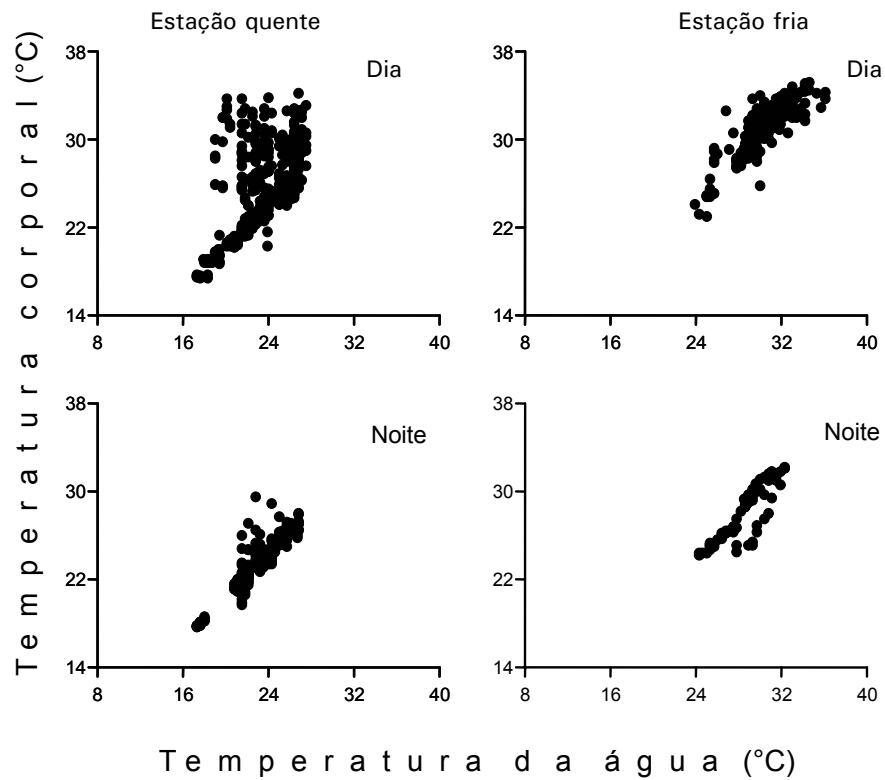 Estação quente
Estação fria
Temperatura corporal (°C)
38
30
22
14
8 16 24 32 40
Dia
38
30
22
14
8 16 24 32 40
Dia
38
30
22
14
8 16 24 32 40
Noite
38
30
22
14
8 16 24 32 40
Noite
Temperatura da água (°C)